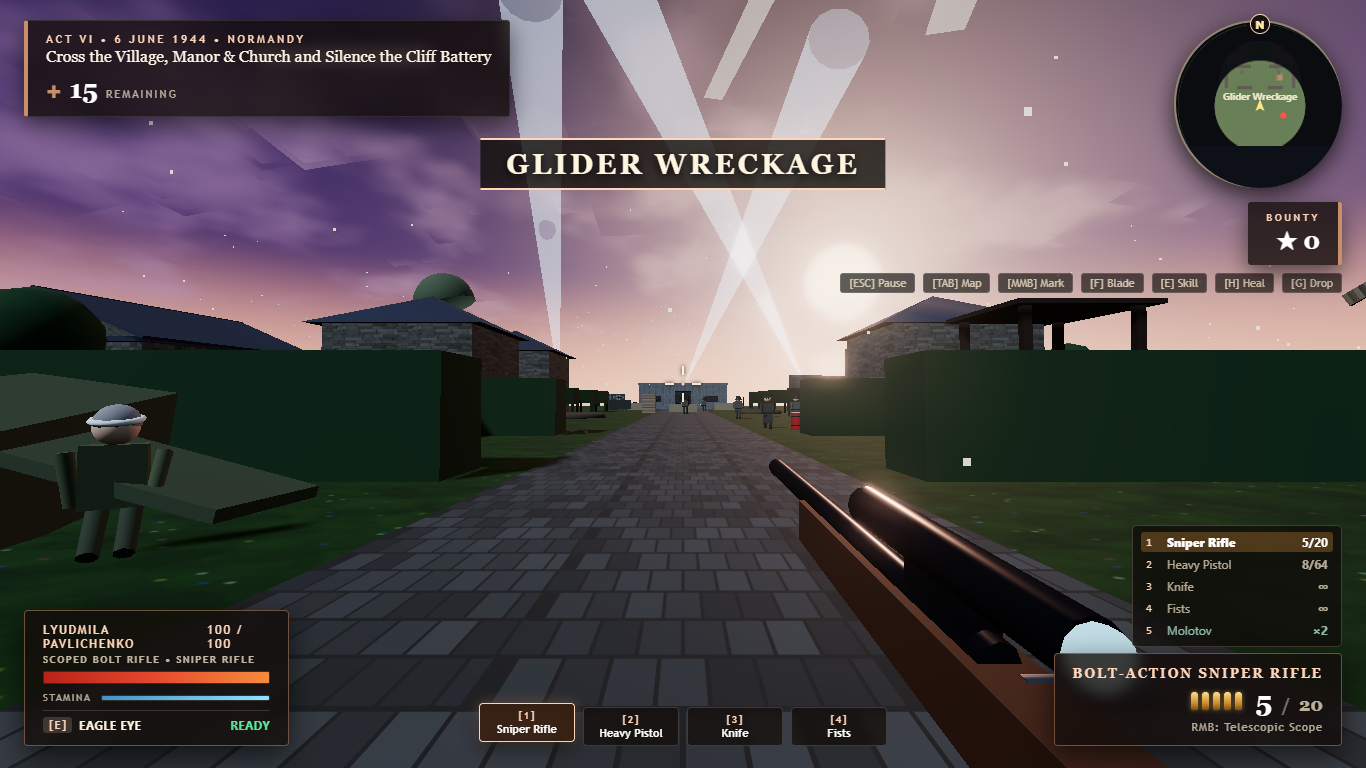 ACT VI • 6 JUNE 1944 • NORMANDY
Cross the Village, Manor & Church and Silence the Cliff Battery
+ 15 REMAINING
N
Glider Wreckage
GLIDER WRECKAGE
BOUNTY
★ 0
[ESC] Pause
[TAB] Map
[MMB] Mark
[F] Blade
[E] Skill
[H] Heal
[G] Drop
1 Sniper Rifle 5/20
2 Heavy Pistol 8/64
3 Knife ∞
4 Fists ∞
5 Molotov ×2
LYUDMILA PAVLICHENKO
100 / 100
SCOPED BOLT RIFLE • SNIPER RIFLE
STAMINA
[E] EAGLE EYE READY
[1]
Sniper Rifle
[2]
Heavy Pistol
[3]
Knife
[4]
Fists
BOLT-ACTION SNIPER RIFLE
5 / 20
RMB: Telescopic Scope